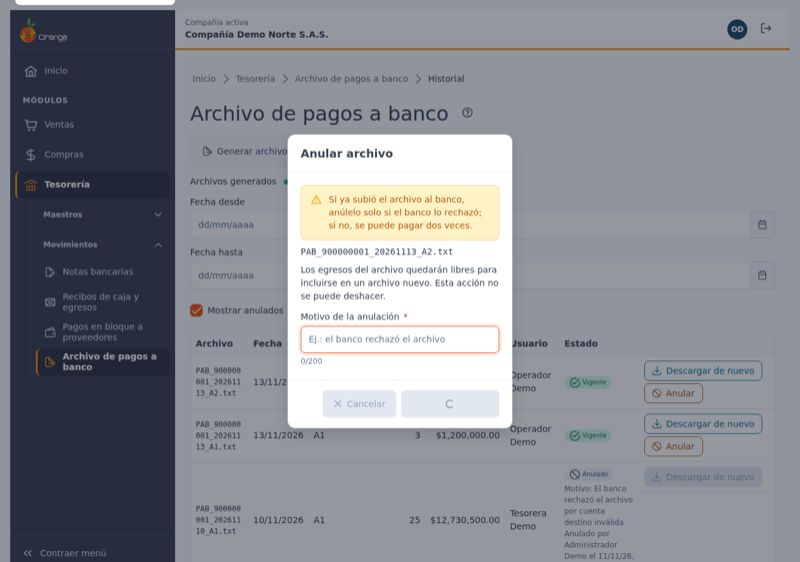 Orange
Compañía activa
Compañía Demo Norte S.A.S.
OD
Inicio
MÓDULOS
Ventas
Compras
Tesorería
Maestros
Movimientos
Notas bancarias
Recibos de caja y
egresos
Pagos en bloque a
proveedores
Archivo de pagos a
banco
Contraer menú
Inicio > Tesorería > Archivo de pagos a banco > Historial
Archivo de pagos a banco
Generar archivo
Archivos generados
Fecha desde
dd/mm/aaaa
Fecha hasta
dd/mm/aaaa
Mostrar anulados
Anular archivo
Si ya subió el archivo al banco,
anúlelo solo si el banco lo rechazó;
si no, se puede pagar dos veces.
PAB_900000001_20261113_A2.txt
Los egresos del archivo quedarán libres para
incluirse en un archivo nuevo. Esta acción no
se puede deshacer.
Motivo de la anulación *
Ej.: el banco rechazó el archivo
0/200
Cancelar
Archivo Fecha Usuario Estado
PAB_900000
001_202611
13_A2.txt
13/11/2
Operador
Demo
Vigente
Descargar de nuevo
Anular
PAB_900000
001_202611
13_A1.txt
13/11/2026 A1 3 $1,200,000.00
Operador
Demo
Vigente
Descargar de nuevo
Anular
PAB_900000
001_202611
10_A1.txt
10/11/2026 A1 25 $12,730,500.00
Tesorera
Demo
Anulado
Motivo: El banco
rechazó el archivo
por cuenta
destino inválida
Anulado por
Administrador
Demo el 11/11/26,
Descargar de nuevo